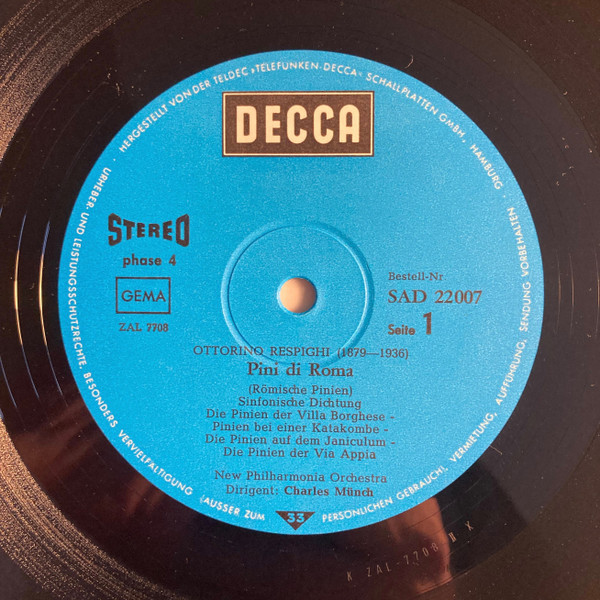 · HERGESTELLT VON DER TELDEC »TELEFUNKEN-DECCA« SCHALLPLATTEN GMBH · HAMBURG
DECCA
STEREO
phase 4
GEMA
ZAL 7708
Bestell-Nr.
SAD 22007
Seite 1
OTTORINO RESPIGHI (1879—1936)
Pini di Roma
(Römische Pinien)
Sinfonische Dichtung
Die Pinien der Villa Borghese -
Pinien bei einer Katakombe -
Die Pinien auf dem Janiculum -
Die Pinien der Via Appia
New Philharmonia Orchestra
Dirigent: Charles Münch
33
URHEBER- UND LEISTUNGSSCHUTZRECHTE, BESONDERS VERVIELFÄLTIGUNG (AUSSER ZUM PERSÖNLICHEN GEBRAUCH), VERMIETUNG, AUFFÜHRUNG, SENDUNG VORBEHALTEN
ZAL-7708